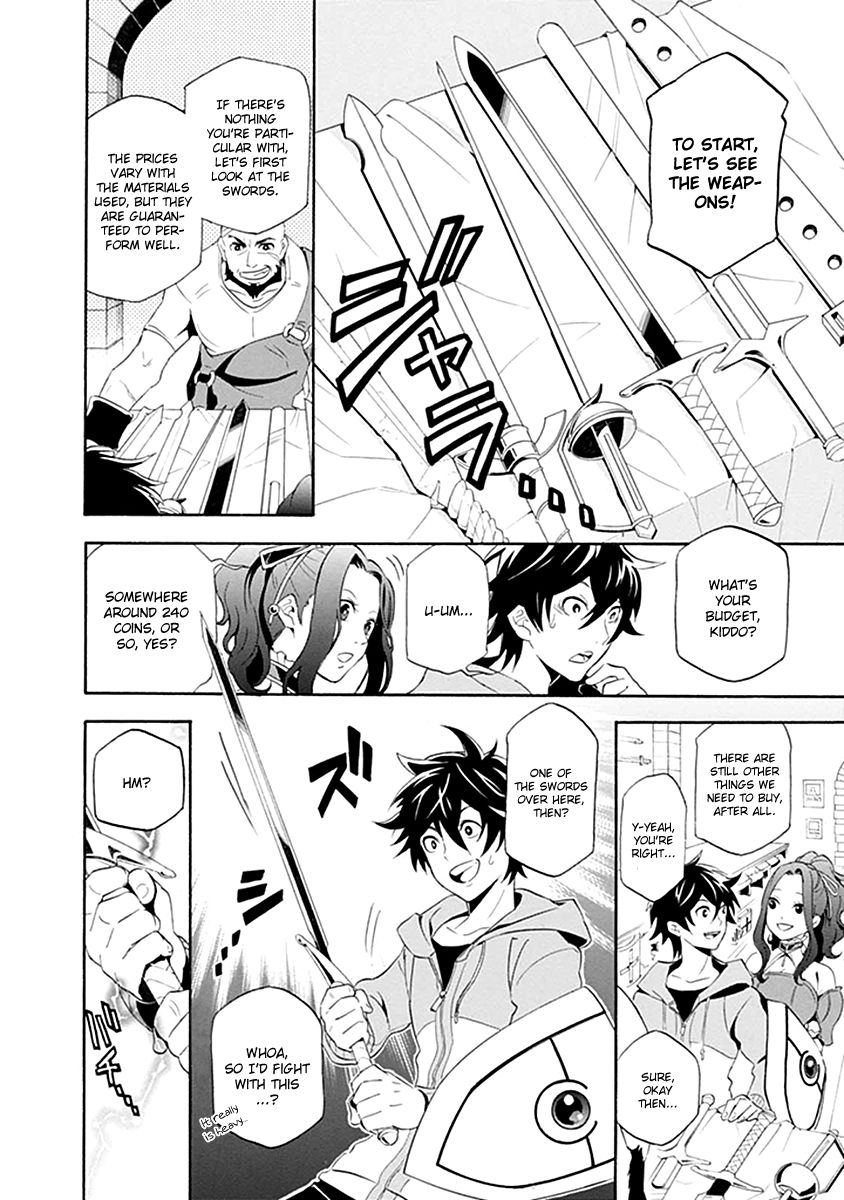 TO START,
LET'S SEE
THE WEAP-
ONS!
ジャラ...
IF THERE'S
NOTHING
YOU'RE PARTI-
CULAR WITH,
LET'S FIRST
LOOK AT THE
SWORDS.
THE PRICES
VARY WITH
THE MATERIALS
USED, BUT THEY
ARE GUARAN-
TEED TO PER-
FORM WELL.
WHAT'S
YOUR
BUDGET,
KIDDO?
U-UM...
SOMEWHERE
AROUND 240
COINS, OR
SO, YES?
THERE ARE
STILL OTHER
THINGS WE
NEED TO BUY,
AFTER ALL.
Y-YEAH,
YOU'RE
RIGHT...
SURE,
OKAY
THEN...
ONE OF
THE SWORDS
OVER HERE,
THEN?
ズ
WHOA,
SO I'D FIGHT
WITH THIS
...?
It really
is heavy...
HM?
バチ...